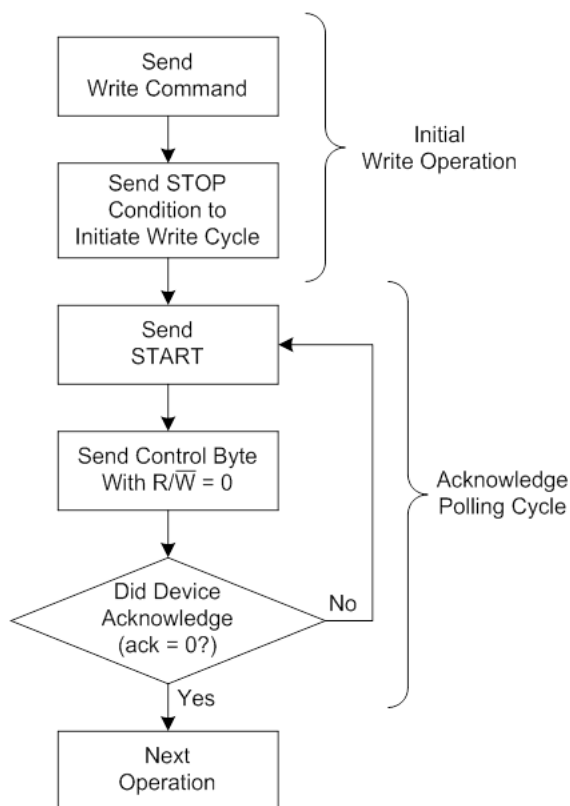 Send
Write Command
Initial
Write Operation
Send STOP
Condition to
Initiate Write Cycle
Send
START
Send Control Byte
With R/W̅ = 0
Acknowledge
Polling Cycle
Did Device
Acknowledge
(ack = 0?)
No
Yes
Next
Operation